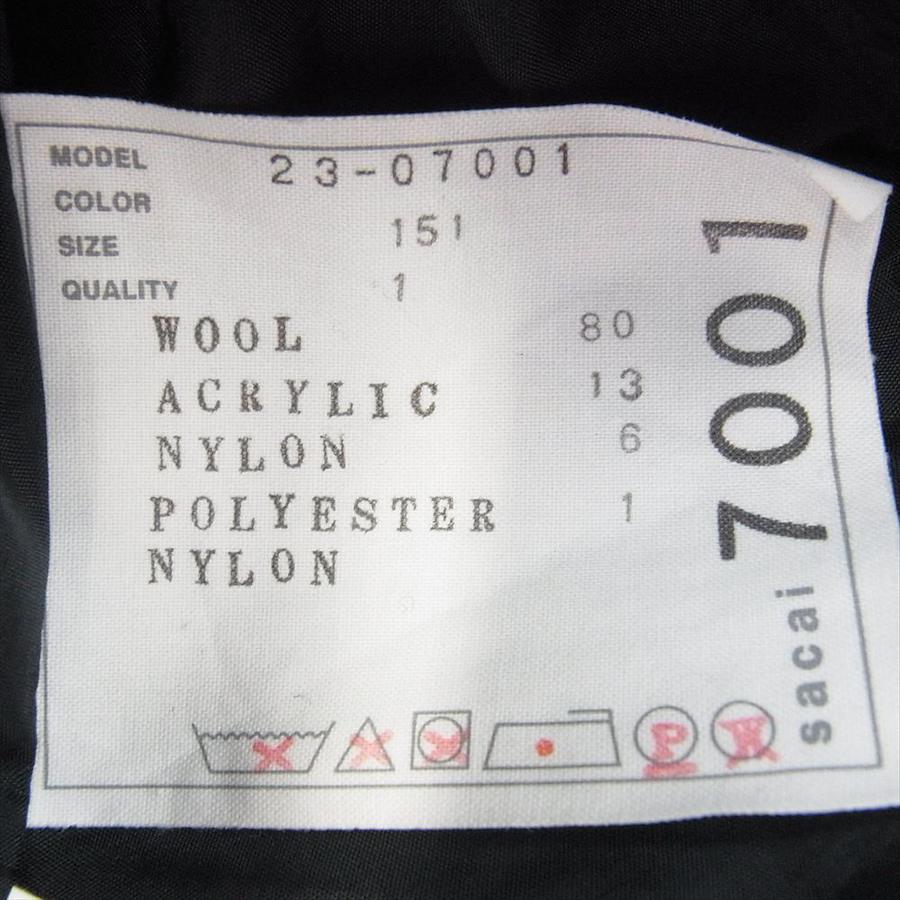 MODEL 23-07001
COLOR 151
SIZE 1
QUALITY
WOOL 80
ACRYLIC 13
NYLON 6
POLYESTER 1
NYLON
P W
sacai 7001